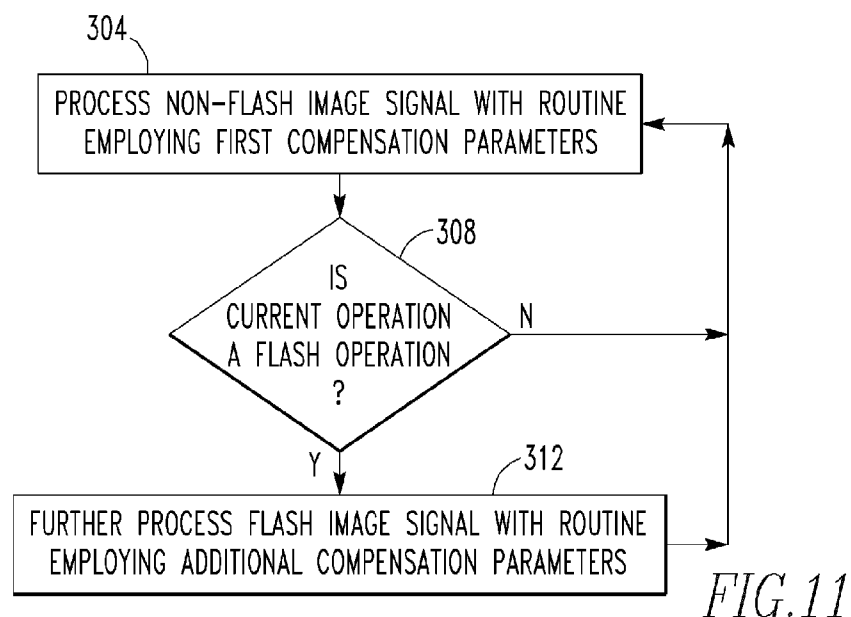 304
PROCESS NON-FLASH IMAGE SIGNAL WITH ROUTINE
EMPLOYING FIRST COMPENSATION PARAMETERS
308
IS
CURRENT OPERATION
A FLASH OPERATION
?
N
Y
312
FURTHER PROCESS FLASH IMAGE SIGNAL WITH ROUTINE
EMPLOYING ADDITIONAL COMPENSATION PARAMETERS
FIG.11